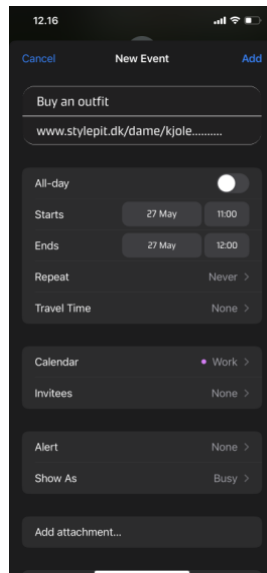 12.16
Cancel New Event Add
Buy an outfit
www.stylepit.dk/dame/kjole..........
All-day
Starts 27 May 11:00
Ends 27 May 12:00
Repeat Never >
Travel Time None >
Calendar • Work >
Invitees None >
Alert None >
Show As Busy >
Add attachment...